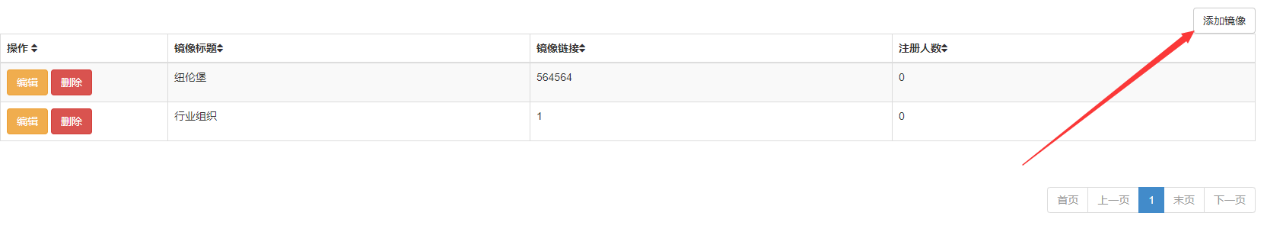 添加镜像
操作 镜像标题 镜像链接 注册人数
编辑 删除 纽伦堡 564564 0
编辑 删除 行业组织 1 0
首页 上一页 1 末页 下一页